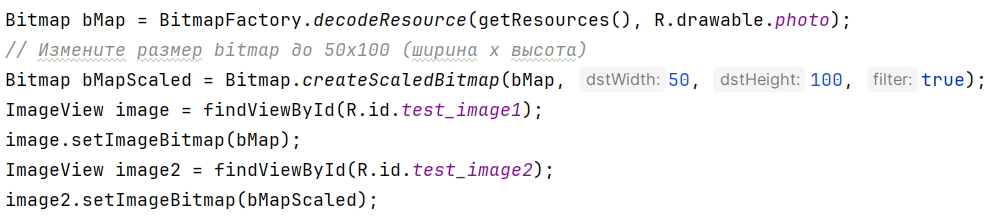 Bitmap bMap = BitmapFactory.decodeResource(getResources(), R.drawable.photo);
// Измените размер bitmap до 50x100 (ширина x высота)
Bitmap bMapScaled = Bitmap.createScaledBitmap(bMap, dstWidth: 50, dstHeight: 100, filter: true);
ImageView image = findViewById(R.id.test_image1);
image.setImageBitmap(bMap);
ImageView image2 = findViewById(R.id.test_image2);
image2.setImageBitmap(bMapScaled);